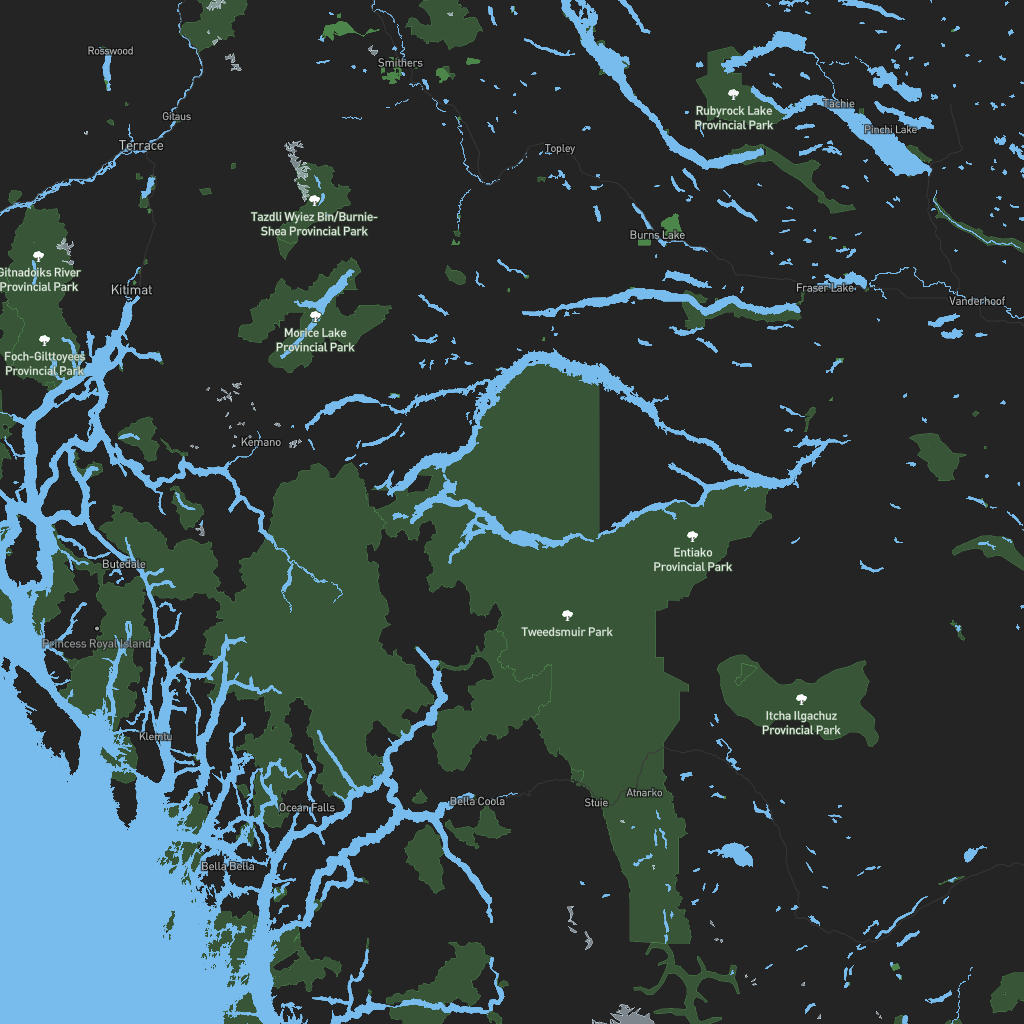 Rosswood
Smithers
Rubyrock Lake
Provincial Park
Tachie
Gitaus
Pinchi Lake
Terrace
Topley
Tazdli Wyiez Bin/Burnie-
Shea Provincial Park
Burns Lake
Gitnadoiks River
Provincial Park
Kitimat
Fraser Lake
Vanderhoof
Morice Lake
Provincial Park
Foch-Gilttoyees
Provincial Park
Kemano
Entiako
Provincial Park
Butedale
Tweedsmuir Park
Princess Royal Island
Itcha Ilgachuz
Provincial Park
Klemtu
Atnarko
Bella Coola
Stuie
Ocean Falls
Bella Bella